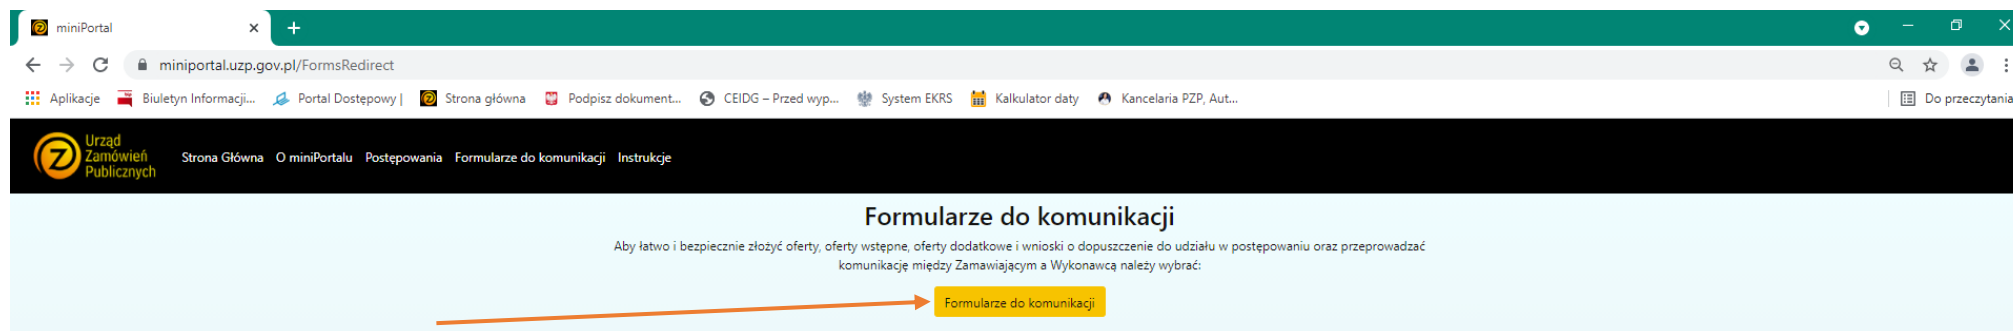 miniPortal
miniportal.uzp.gov.pl/FormsRedirect
Aplikacje Biuletyn Informacji... Portal Dostępowy | Strona główna Podpisz dokument... CEIDG – Przed wyp... System EKRS Kalkulator daty Kancelaria PZP, Aut... Do przeczytania
Urząd
Zamówień
Publicznych
Strona Główna O miniPortalu Postępowania Formularze do komunikacji Instrukcje
Formularze do komunikacji
Aby łatwo i bezpiecznie złożyć oferty, oferty wstępne, oferty dodatkowe i wnioski o dopuszczenie do udziału w postępowaniu oraz przeprowadzać
komunikację między Zamawiającym a Wykonawcą należy wybrać:
Formularze do komunikacji